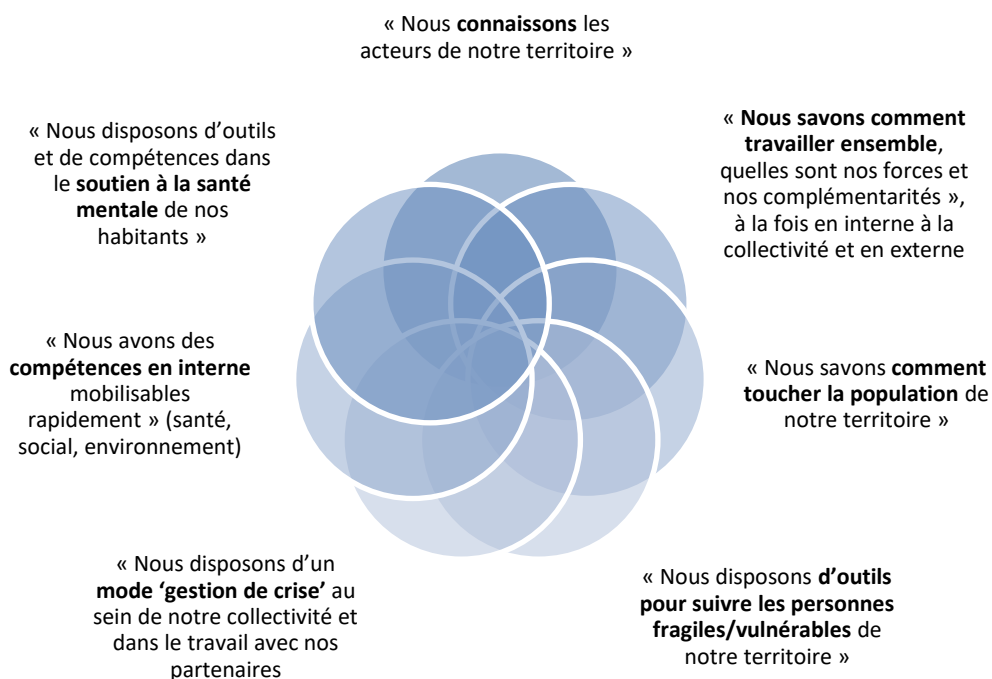 « Nous connaissons les
acteurs de notre territoire »
« Nous savons comment
travailler ensemble,
quelles sont nos forces et
nos complémentarités »,
à la fois en interne à la
collectivité et en externe
« Nous savons comment
toucher la population de
notre territoire »
« Nous disposons d’outils
pour suivre les personnes
fragiles/vulnérables de
notre territoire »
« Nous disposons d’un
mode ‘gestion de crise’ au
sein de notre collectivité et
dans le travail avec nos
partenaires
« Nous avons des
compétences en interne
mobilisables
rapidement » (santé,
social, environnement)
« Nous disposons d’outils
et de compétences dans
le soutien à la santé
mentale de nos
habitants »